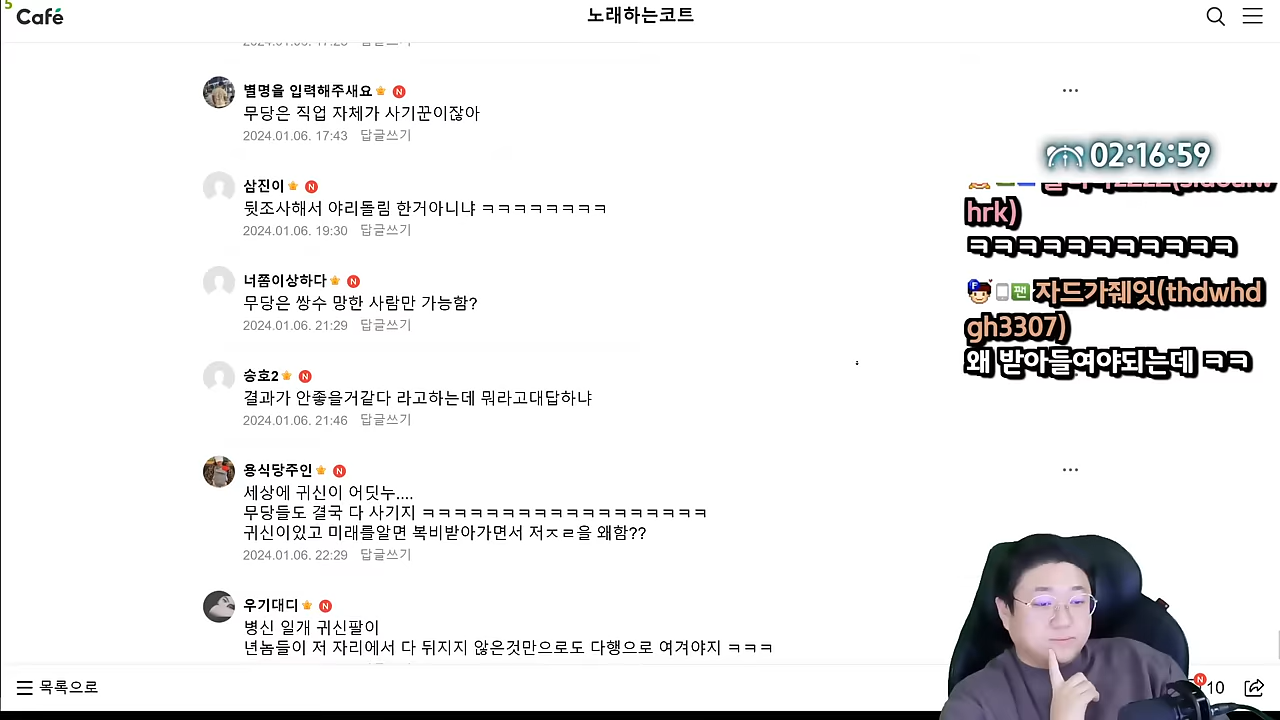 5
Café
노래하는코트
별명을 입력해주새요
무당은 직업 자체가 사기꾼이잖아
2024.01.06. 17:43 답글쓰기
02:16:59
삼진이
뒷조사해서 야리돌림 한거아니냐 ㅋㅋㅋㅋㅋㅋㅋㅋ
2024.01.06. 19:30 답글쓰기
hrk)
ㅋㅋㅋㅋㅋㅋㅋㅋㅋㅋㅋ
너쫌이상하다
무당은 쌍수 망한 사람만 가능함?
2024.01.06. 21:29 답글쓰기
팬 자드가줴잇(thdwhd
gh3307)
왜 받아들여야되는데 ㅋㅋ
승호2
결과가 안좋을거같다 라고하는데 뭐라고대답하냐
2024.01.06. 21:46 답글쓰기
용식당주인
세상에 귀신이 어딧누....
무당들도 결국 다 사기지 ㅋㅋㅋㅋㅋㅋㅋㅋㅋㅋㅋㅋㅋㅋㅋㅋㅋㅋ
귀신이있고 미래를알면 복비받아가면서 저ㅈㄹ을 왜함??
2024.01.06. 22:29 답글쓰기
우기대디
병신 일개 귀신팔이
년놈들이 저 자리에서 다 뒤지지 않은것만으로도 다행으로 여겨야지 ㅋㅋㅋ
목록으로
10